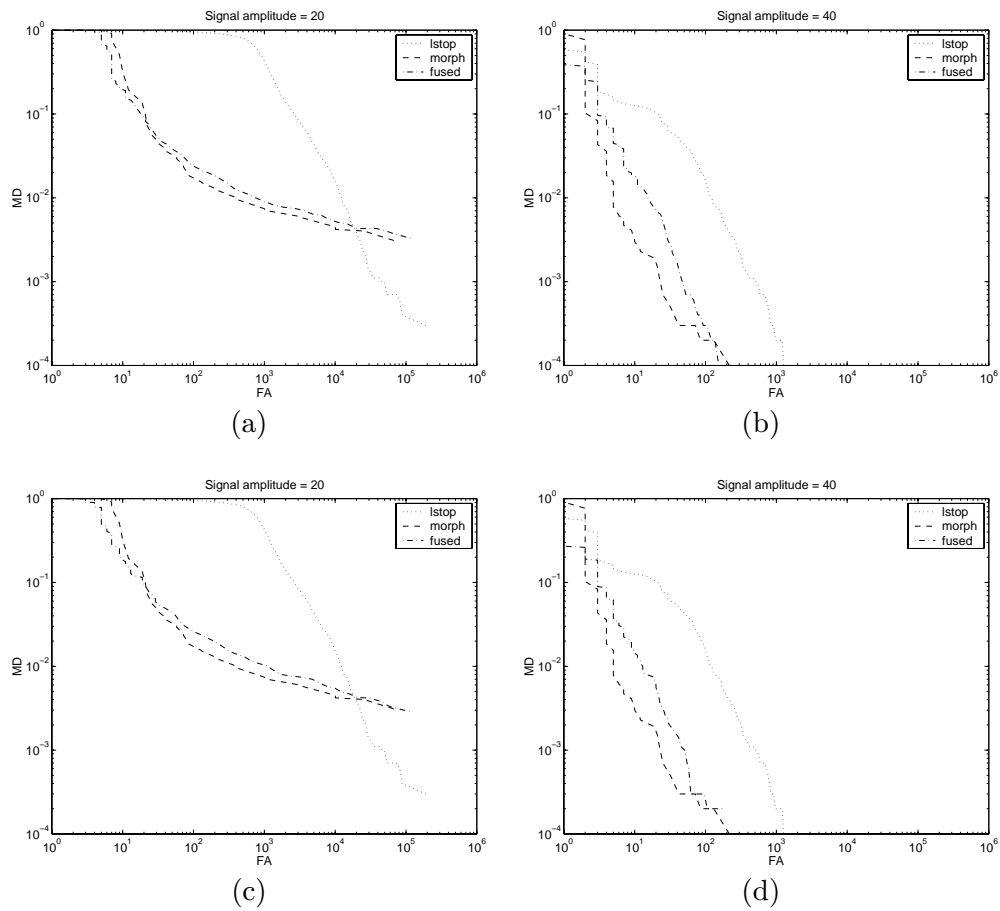 Signal amplitude = 20
10^0
10^-1
10^-2
10^-3
10^-4
MD
lstop
morph
fused
10^0 10^1 10^2 10^3 10^4 10^5 10^6
FA
(a)
Signal amplitude = 40
10^0
10^-1
10^-2
10^-3
10^-4
MD
lstop
morph
fused
10^0 10^1 10^2 10^3 10^4 10^5 10^6
FA
(b)
Signal amplitude = 20
10^0
10^-1
10^-2
10^-3
10^-4
MD
lstop
morph
fused
10^0 10^1 10^2 10^3 10^4 10^5 10^6
FA
(c)
Signal amplitude = 40
10^0
10^-1
10^-2
10^-3
10^-4
MD
lstop
morph
fused
10^0 10^1 10^2 10^3 10^4 10^5 10^6
FA
(d)